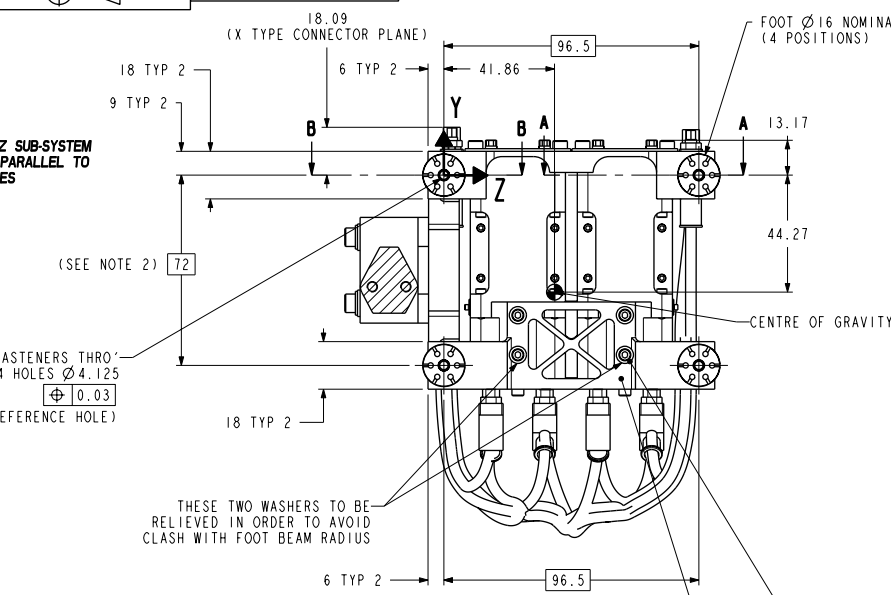 18.09
(X TYPE CONNECTOR PLANE)
FOOT Ø16 NOMINA
(4 POSITIONS)
96.5
6 TYP 2
41.86
18 TYP 2
9 TYP 2
Y
B
B
A
A
13.17
Z SUB-SYSTEM
PARALLEL TO
ES
Z
44.27
(SEE NOTE 2) 72
CENTRE OF GRAVITY
ASTENERS THRO'
4 HOLES Ø4.125
⌖ 0.03
EFERENCE HOLE)
18 TYP 2
THESE TWO WASHERS TO BE
RELIEVED IN ORDER TO AVOID
CLASH WITH FOOT BEAM RADIUS
6 TYP 2
96.5